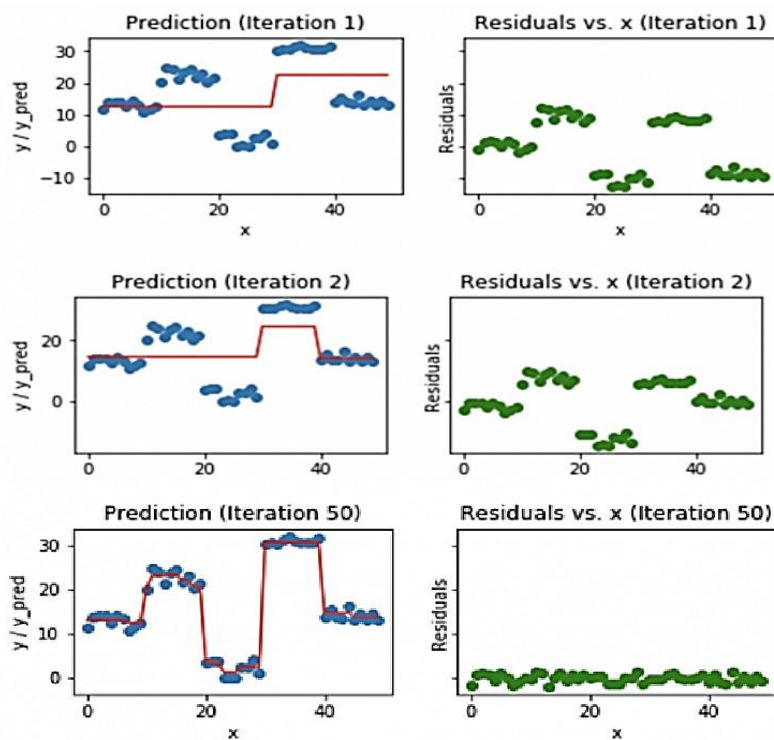 Prediction (Iteration 1)
y / y_pred
30
20
10
0
−10
0
20
40
x
Residuals vs. x (Iteration 1)
Residuals
0
20
40
x
Prediction (Iteration 2)
y / y_pred
20
0
0
20
40
x
Residuals vs. x (Iteration 2)
Residuals
0
20
40
x
Prediction (Iteration 50)
y / y_pred
30
20
10
0
0
20
40
x
Residuals vs. x (Iteration 50)
Residuals
0
20
40
x